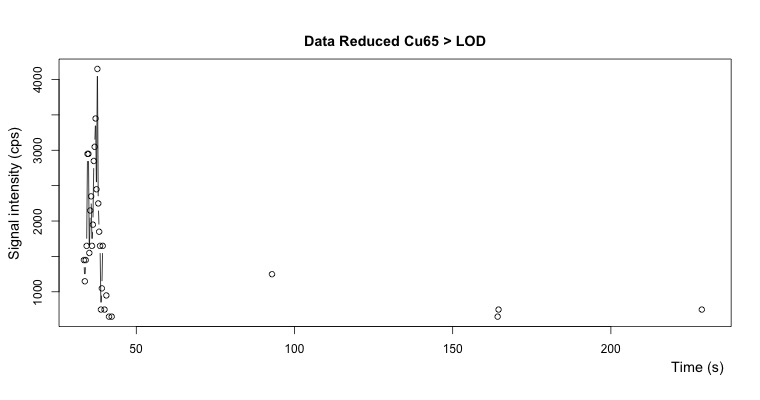 Data Reduced Cu65 > LOD
Signal intensity (cps)
4000
3000
2000
1000
50 100 150 200
Time (s)